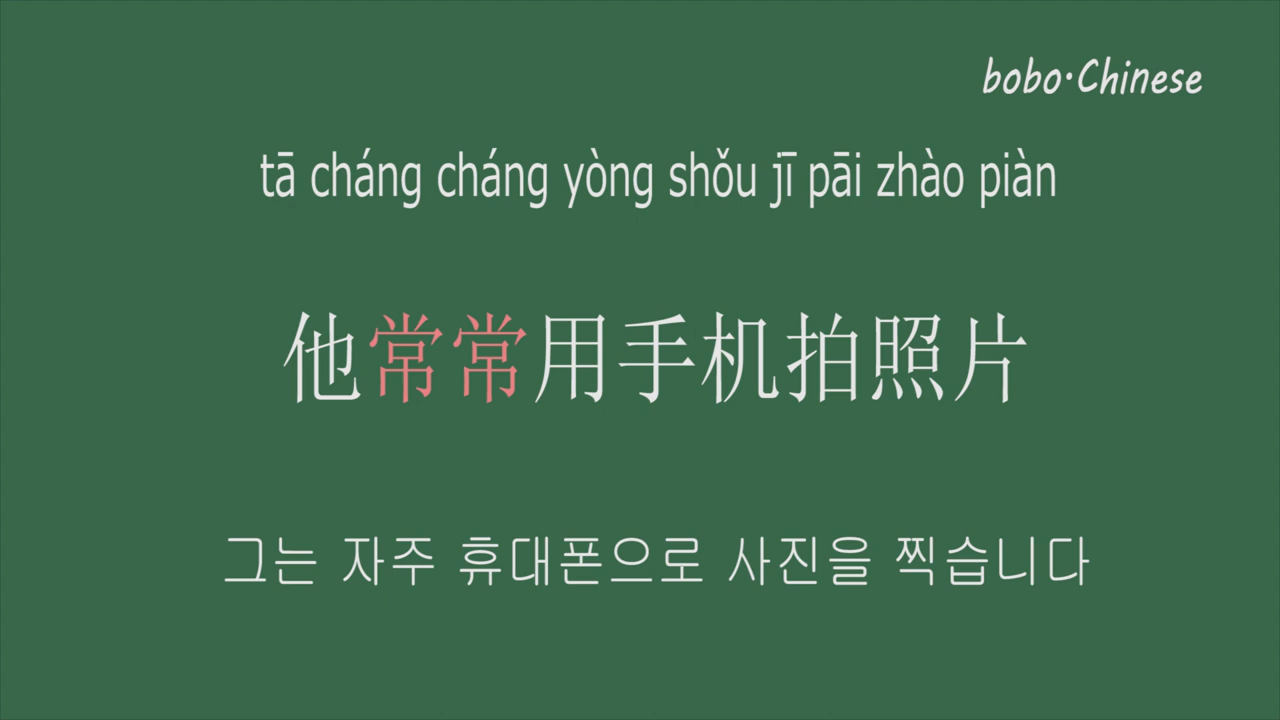 bobo·Chinese
tā cháng cháng yòng shǒu jī pāi zhào piàn
他常常用手机拍照片
그는 자주 휴대폰으로 사진을 찍습니다